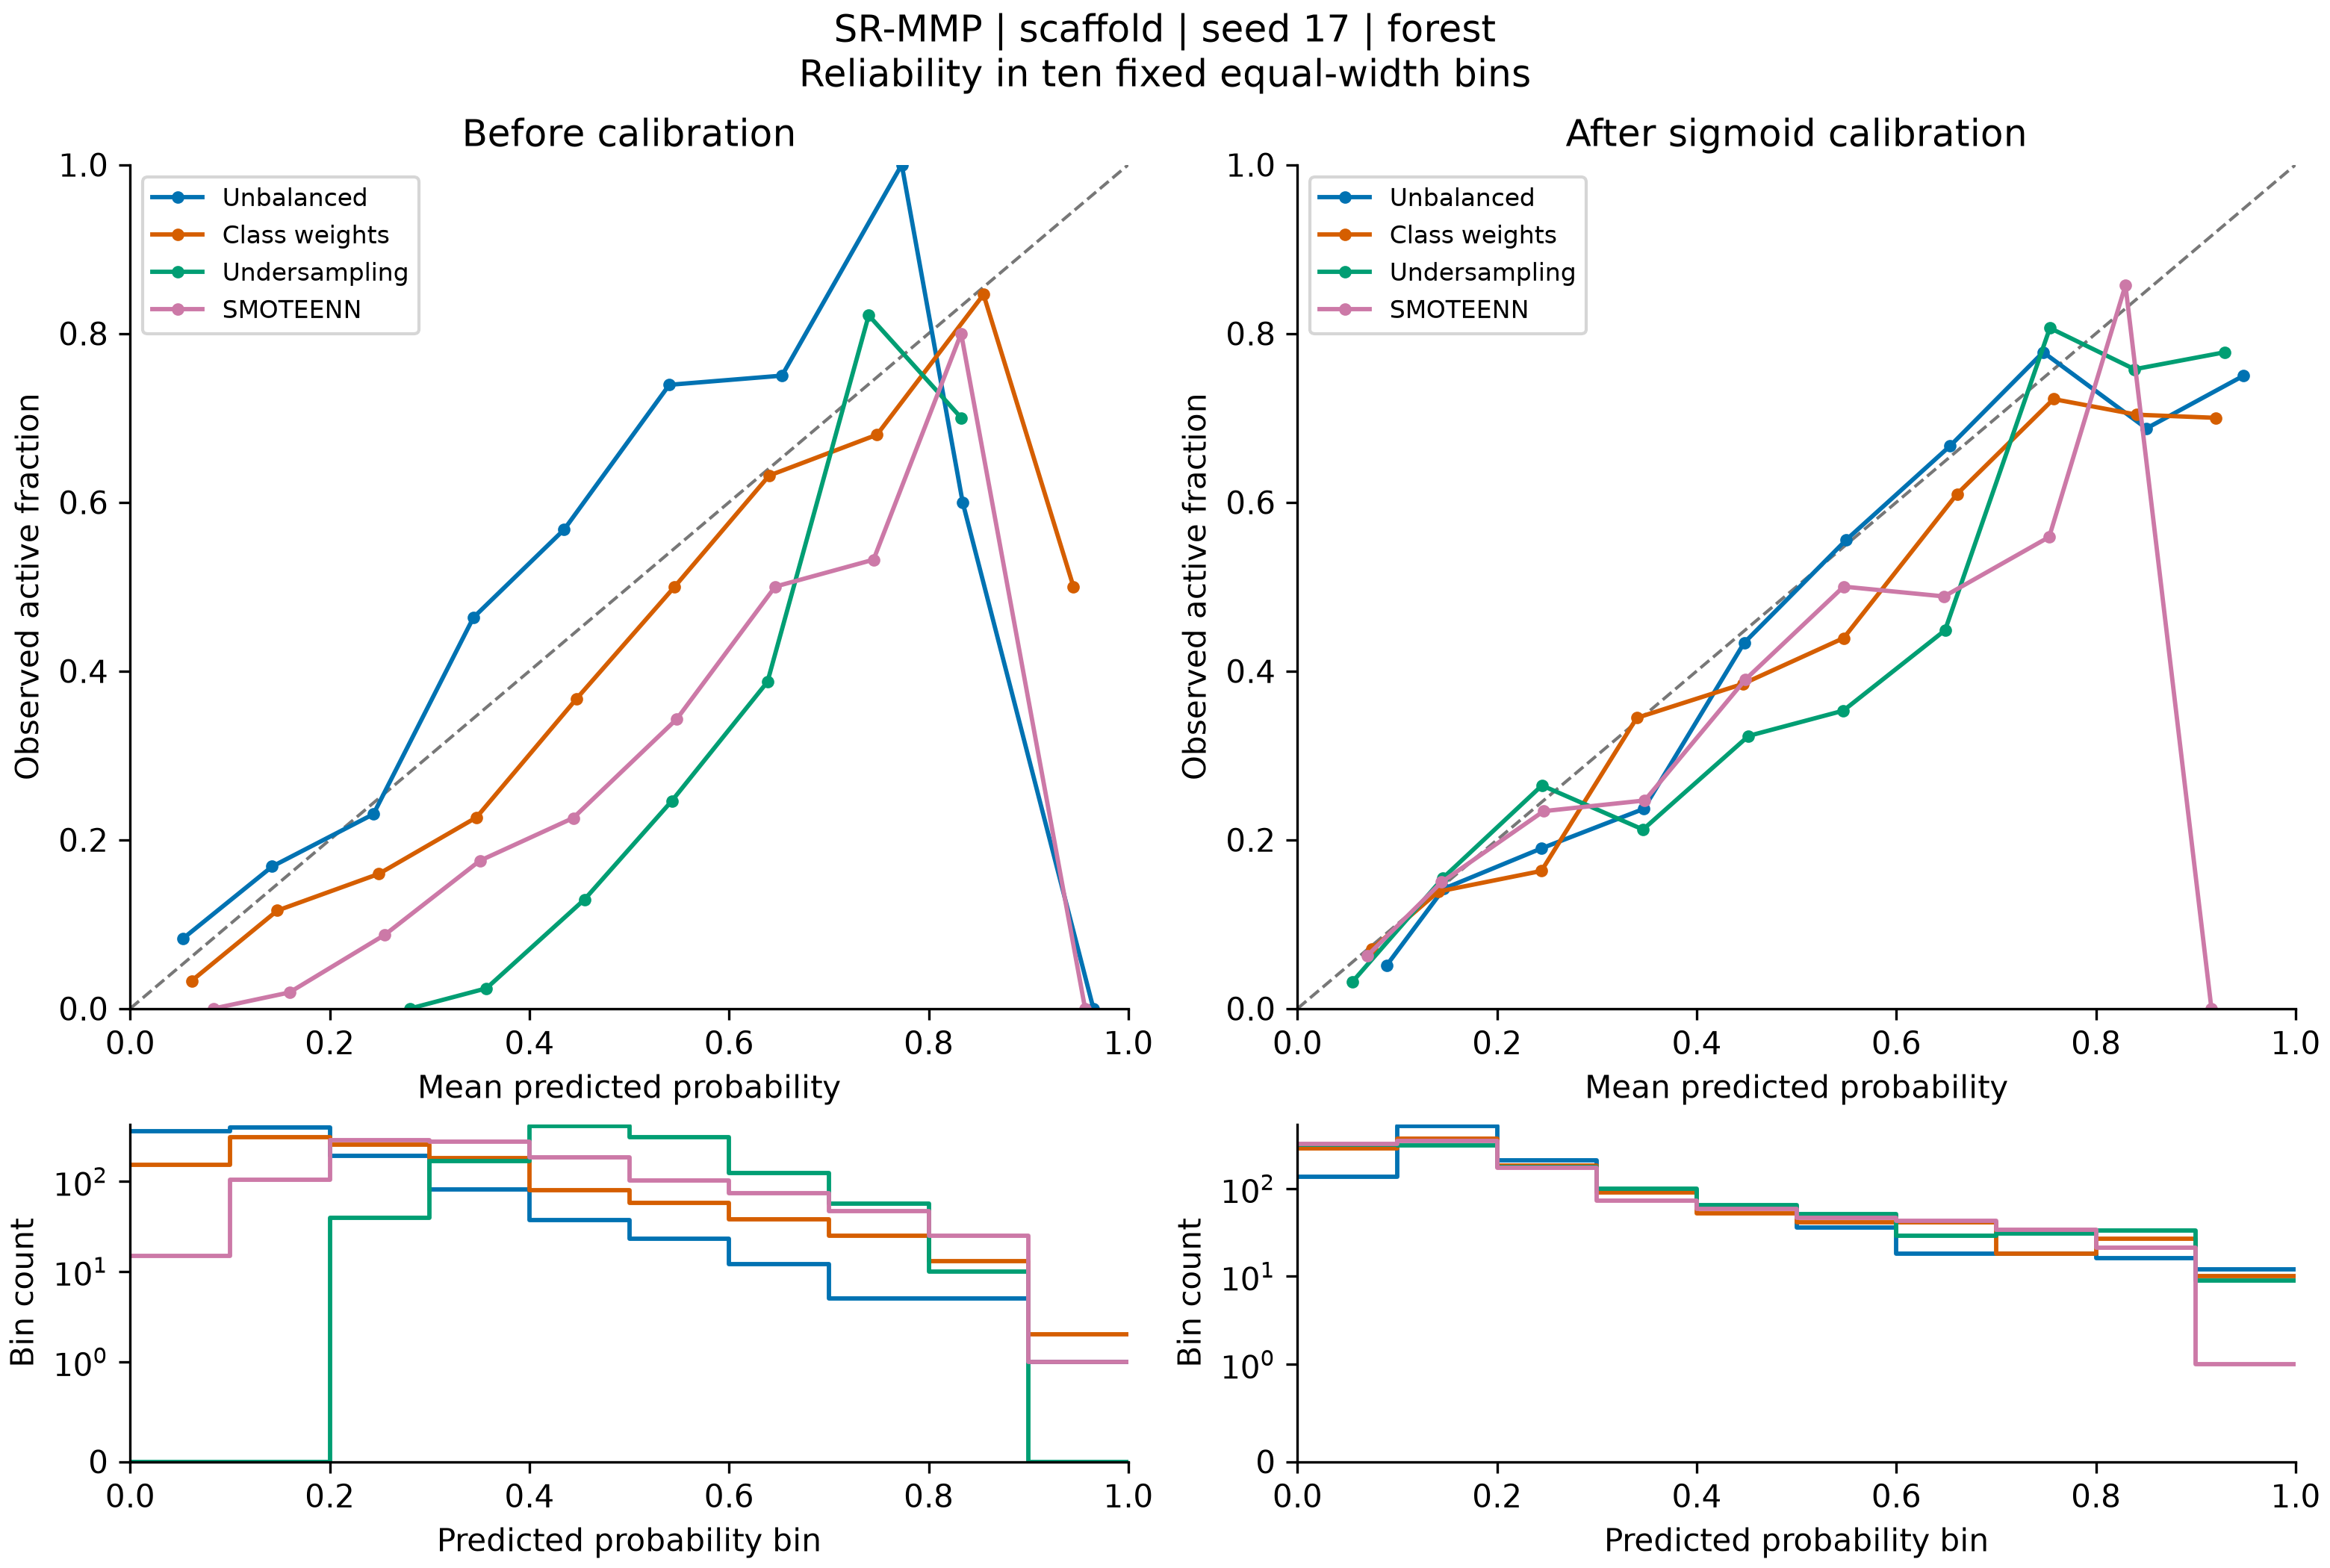 SR-MMP | scaffold | seed 17 | forest
Reliability in ten fixed equal-width bins
Before calibration
1.0
0.8
0.6
0.4
0.2
0.0
Observed active fraction
Unbalanced
Class weights
Undersampling
SMOTEENN
0.0 0.2 0.4 0.6 0.8 1.0
Mean predicted probability
After sigmoid calibration
1.0
0.8
0.6
0.4
0.2
0.0
Observed active fraction
Unbalanced
Class weights
Undersampling
SMOTEENN
0.0 0.2 0.4 0.6 0.8 1.0
Mean predicted probability
10²
10¹
10⁰
0
Bin count
0.0 0.2 0.4 0.6 0.8 1.0
Predicted probability bin
10²
10¹
10⁰
0
Bin count
0.0 0.2 0.4 0.6 0.8 1.0
Predicted probability bin